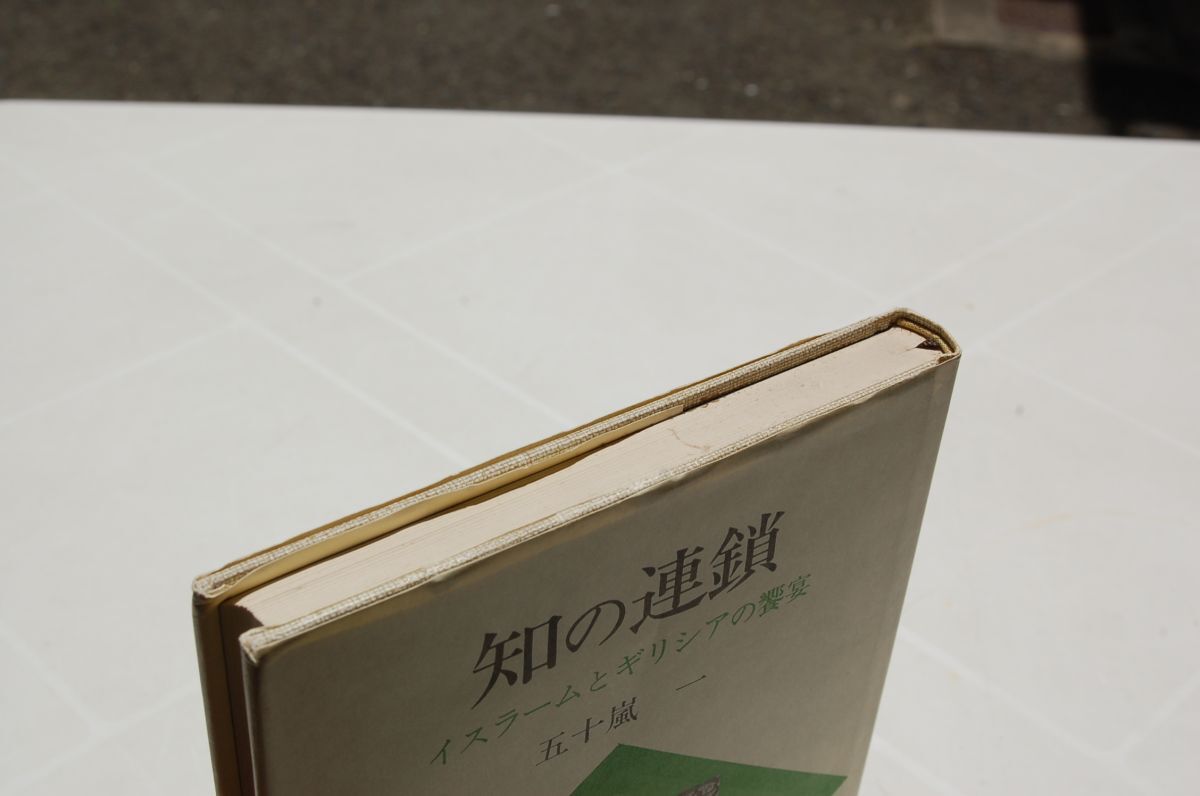 知の連鎖
イスラームとギリシアの饗宴
五十嵐 一